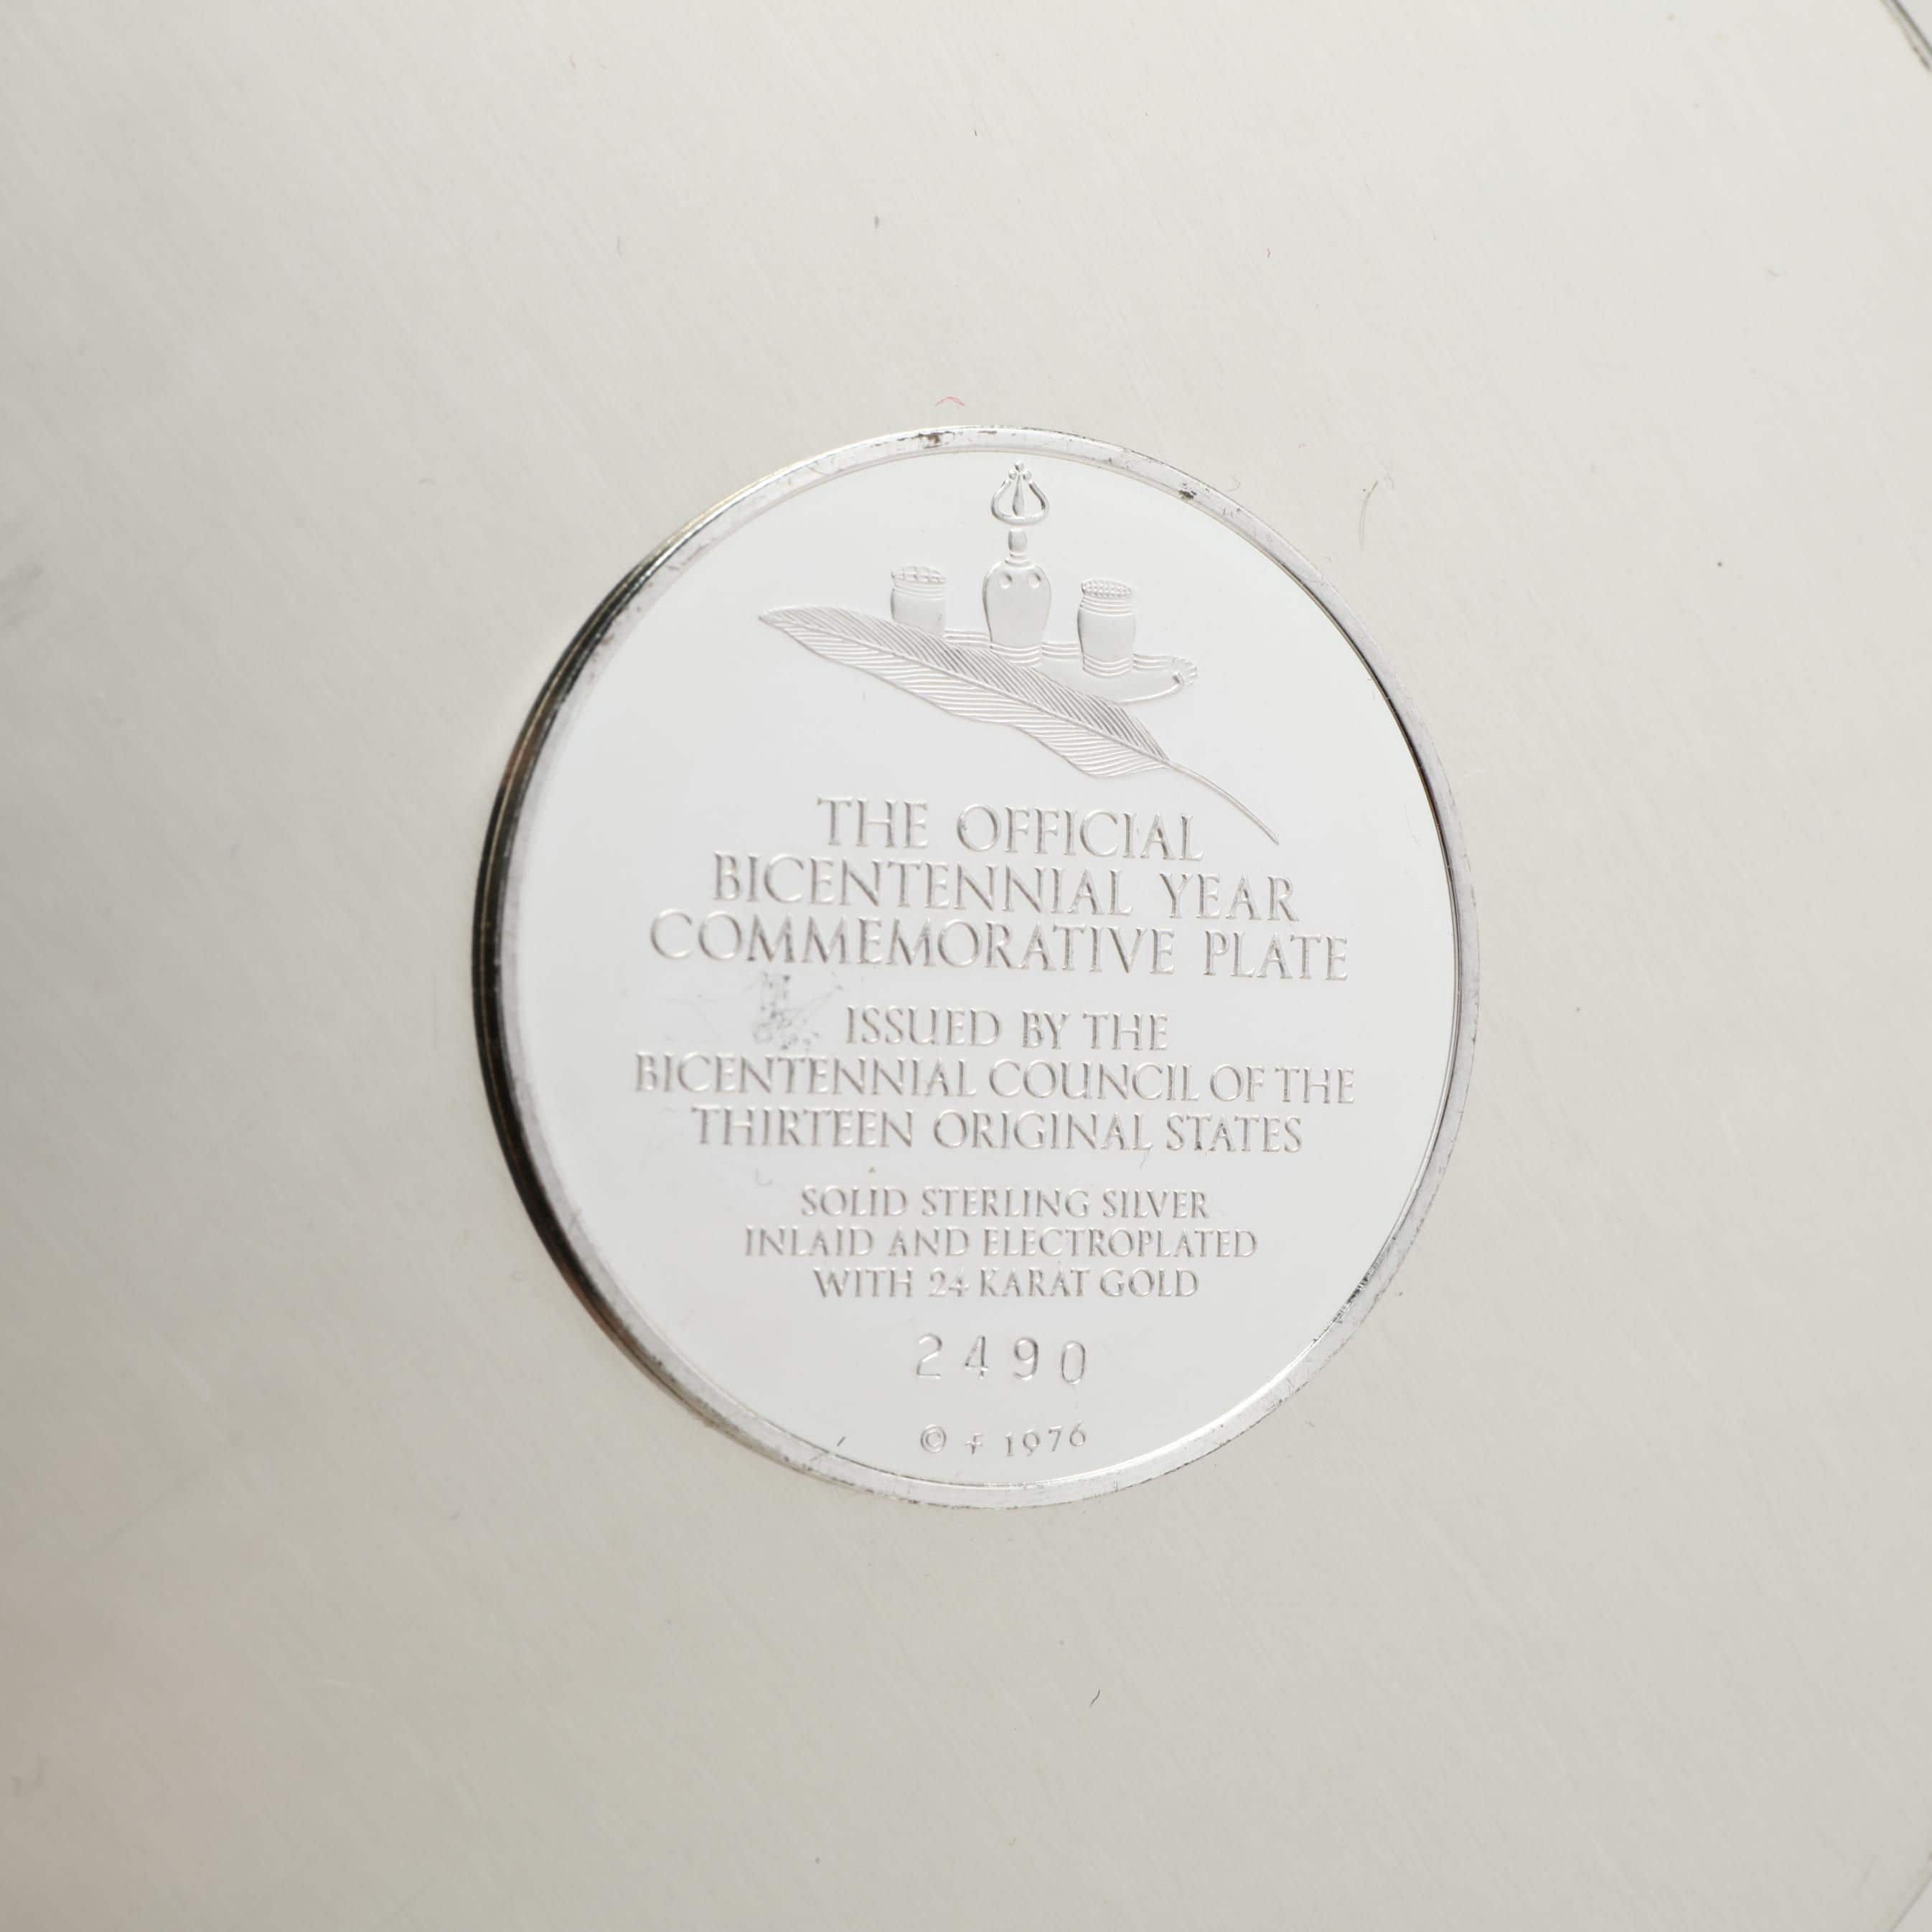 THE OFFICIAL
BICENTENNIAL YEAR
COMMEMORATIVE PLATE
ISSUED BY THE
BICENTENNIAL COUNCIL OF THE
THIRTEEN ORIGINAL STATES
SOLID STERLING SILVER
INLAID AND ELECTROPLATED
WITH 24 KARAT GOLD
2490
© f 1976